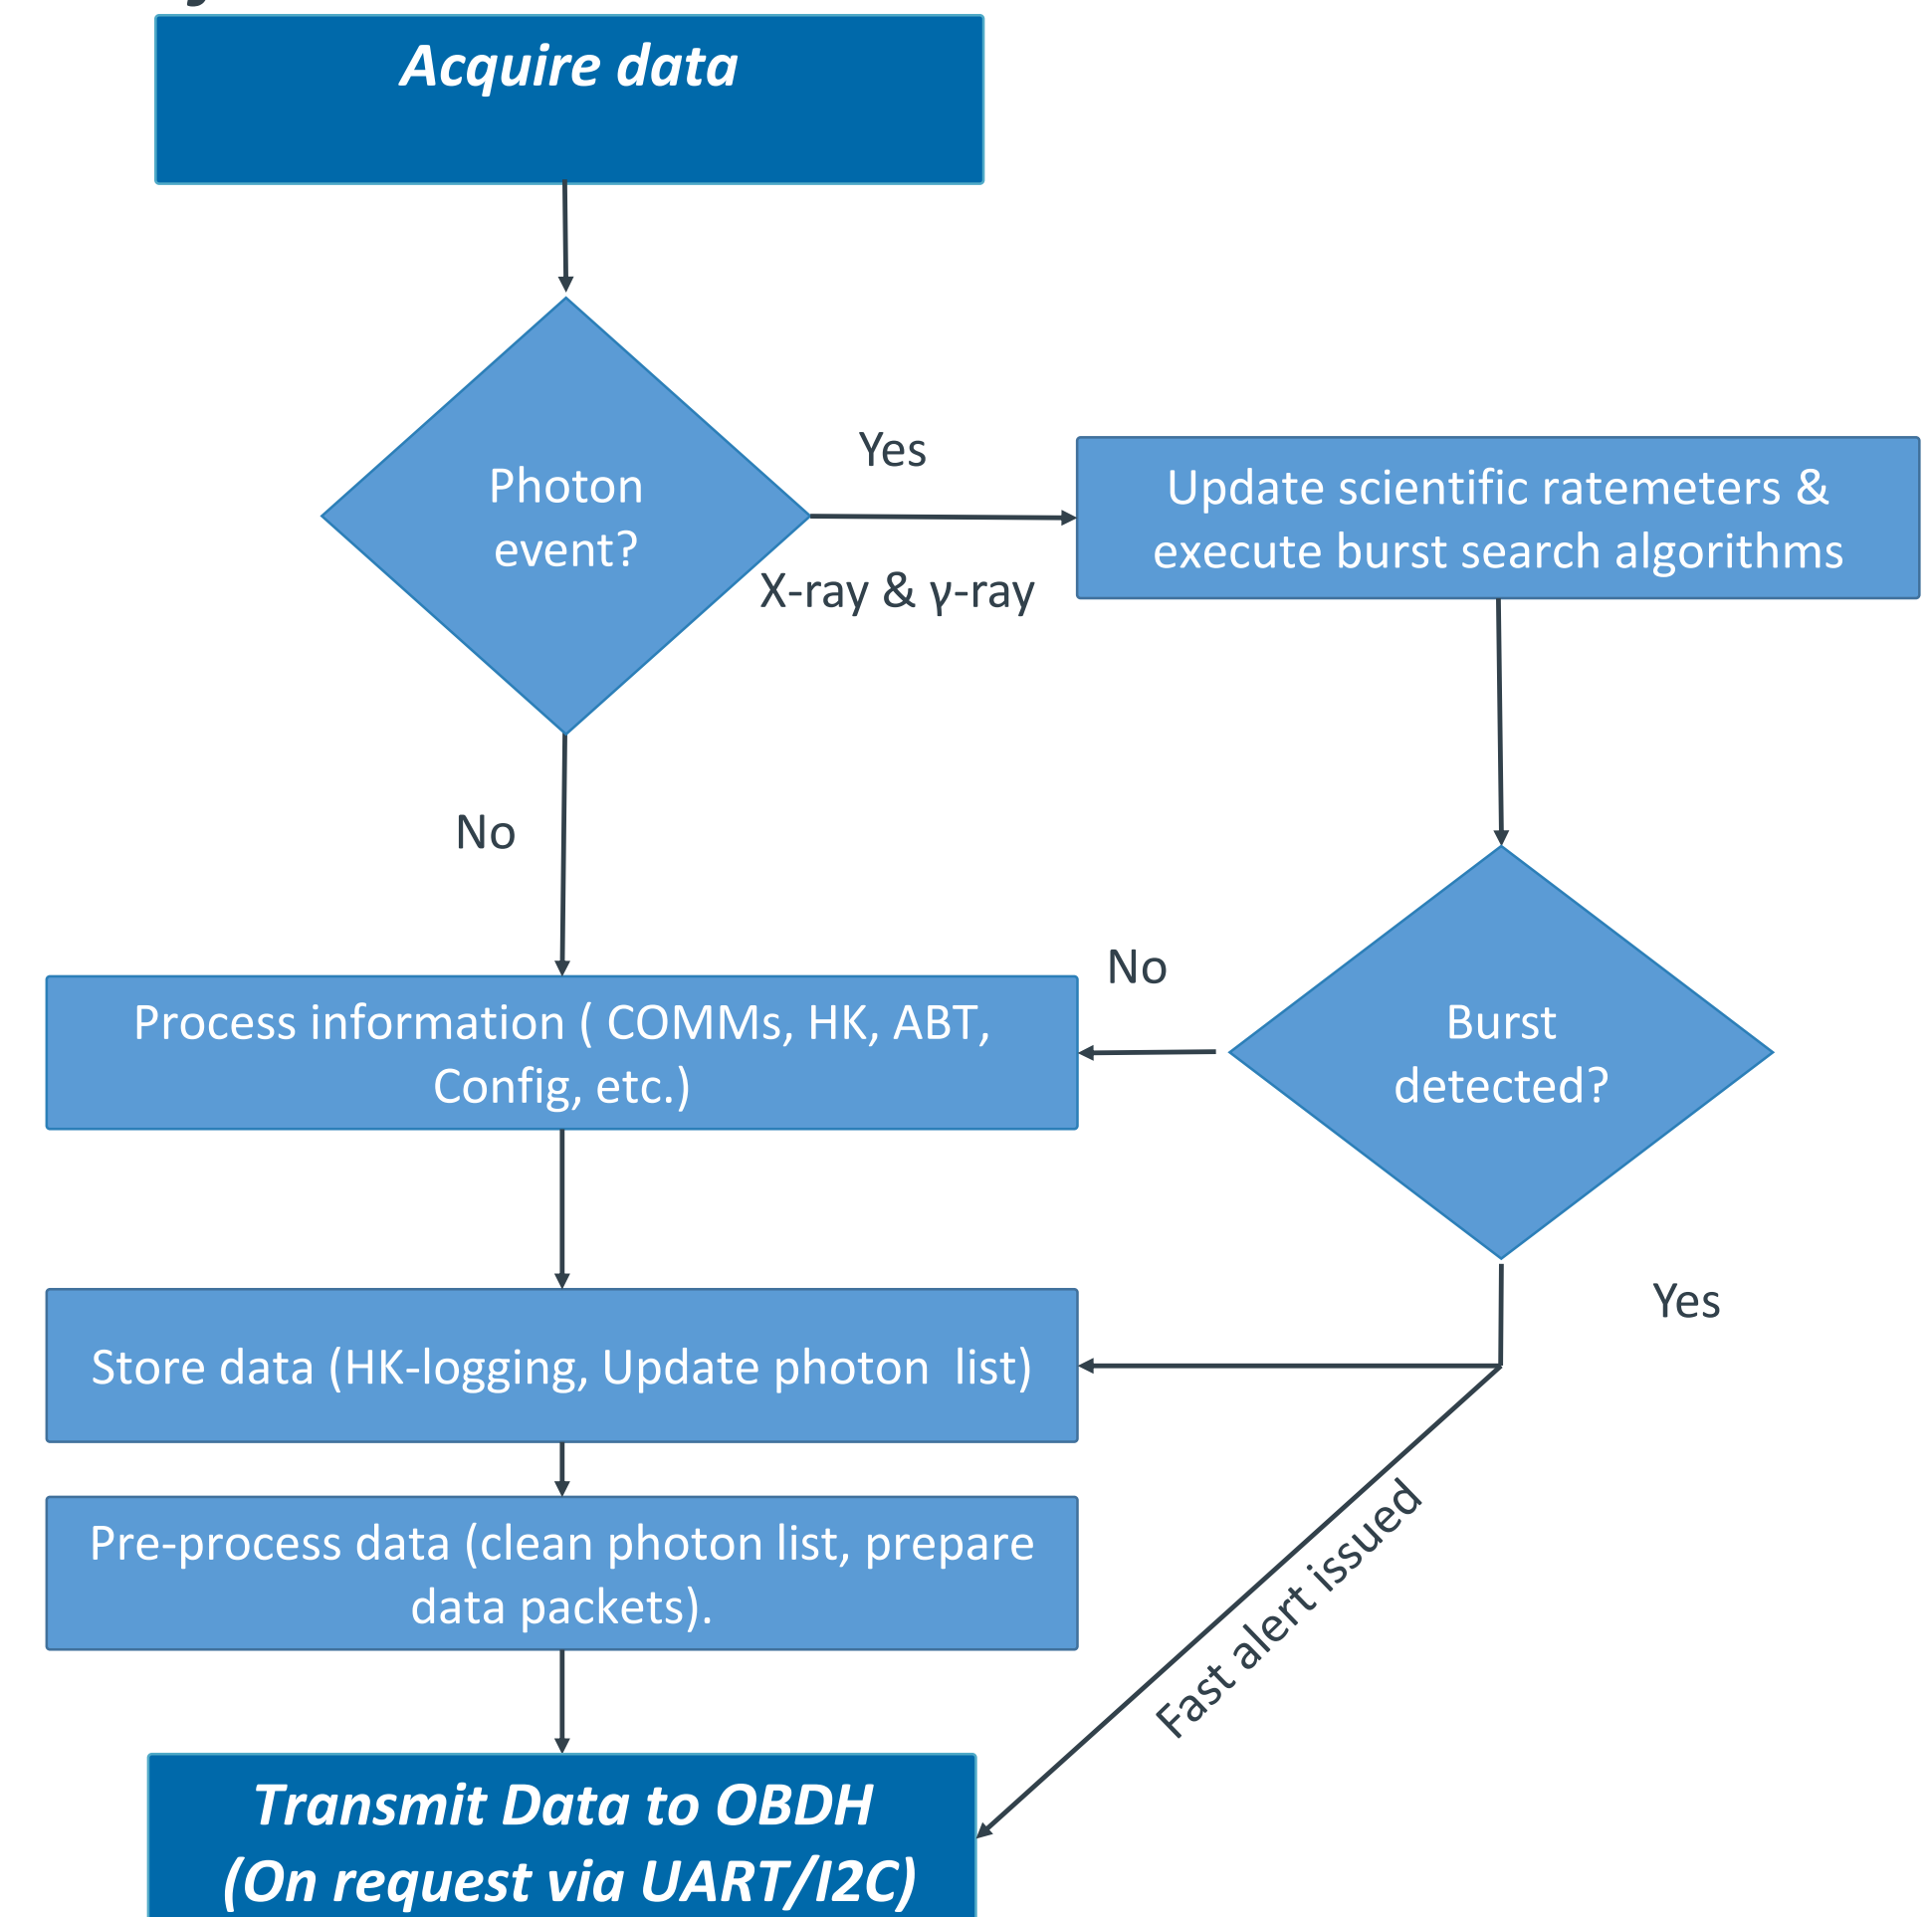 Acquire data
Photon
event?
Yes
X-ray & γ-ray
Update scientific ratemeters &
execute burst search algorithms
No
Process information ( COMMs, HK, ABT,
Config, etc.)
No
Burst
detected?
Yes
Store data (HK-logging, Update photon  list)
Pre-process data (clean photon list, prepare
data packets).
Fast alert issued
Transmit Data to OBDH
(On request via UART/I2C)